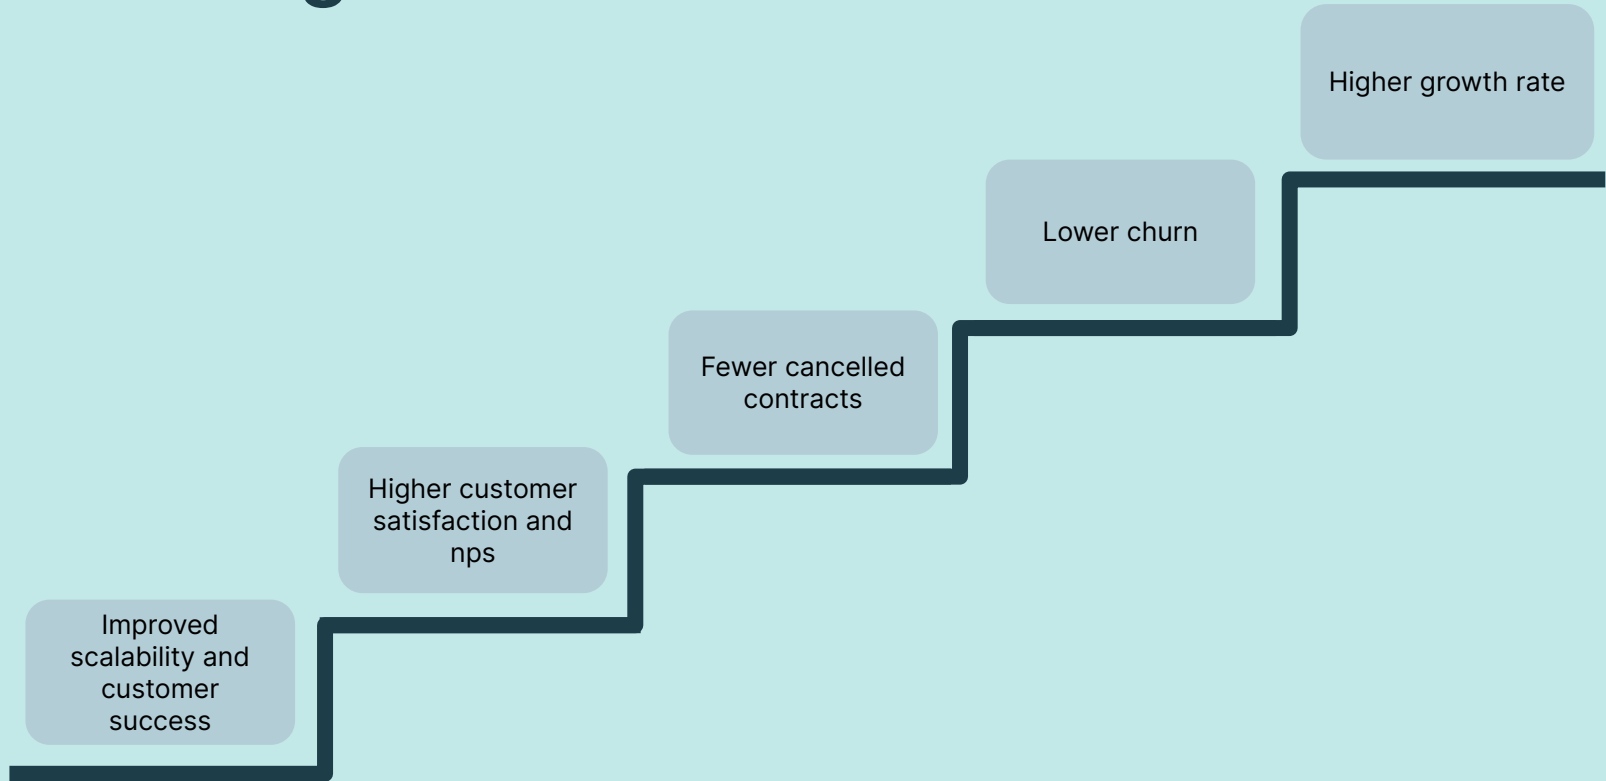 Higher growth rate
Lower churn
Fewer cancelled
contracts
Higher customer
satisfaction and
nps
Improved
scalability and
customer
success